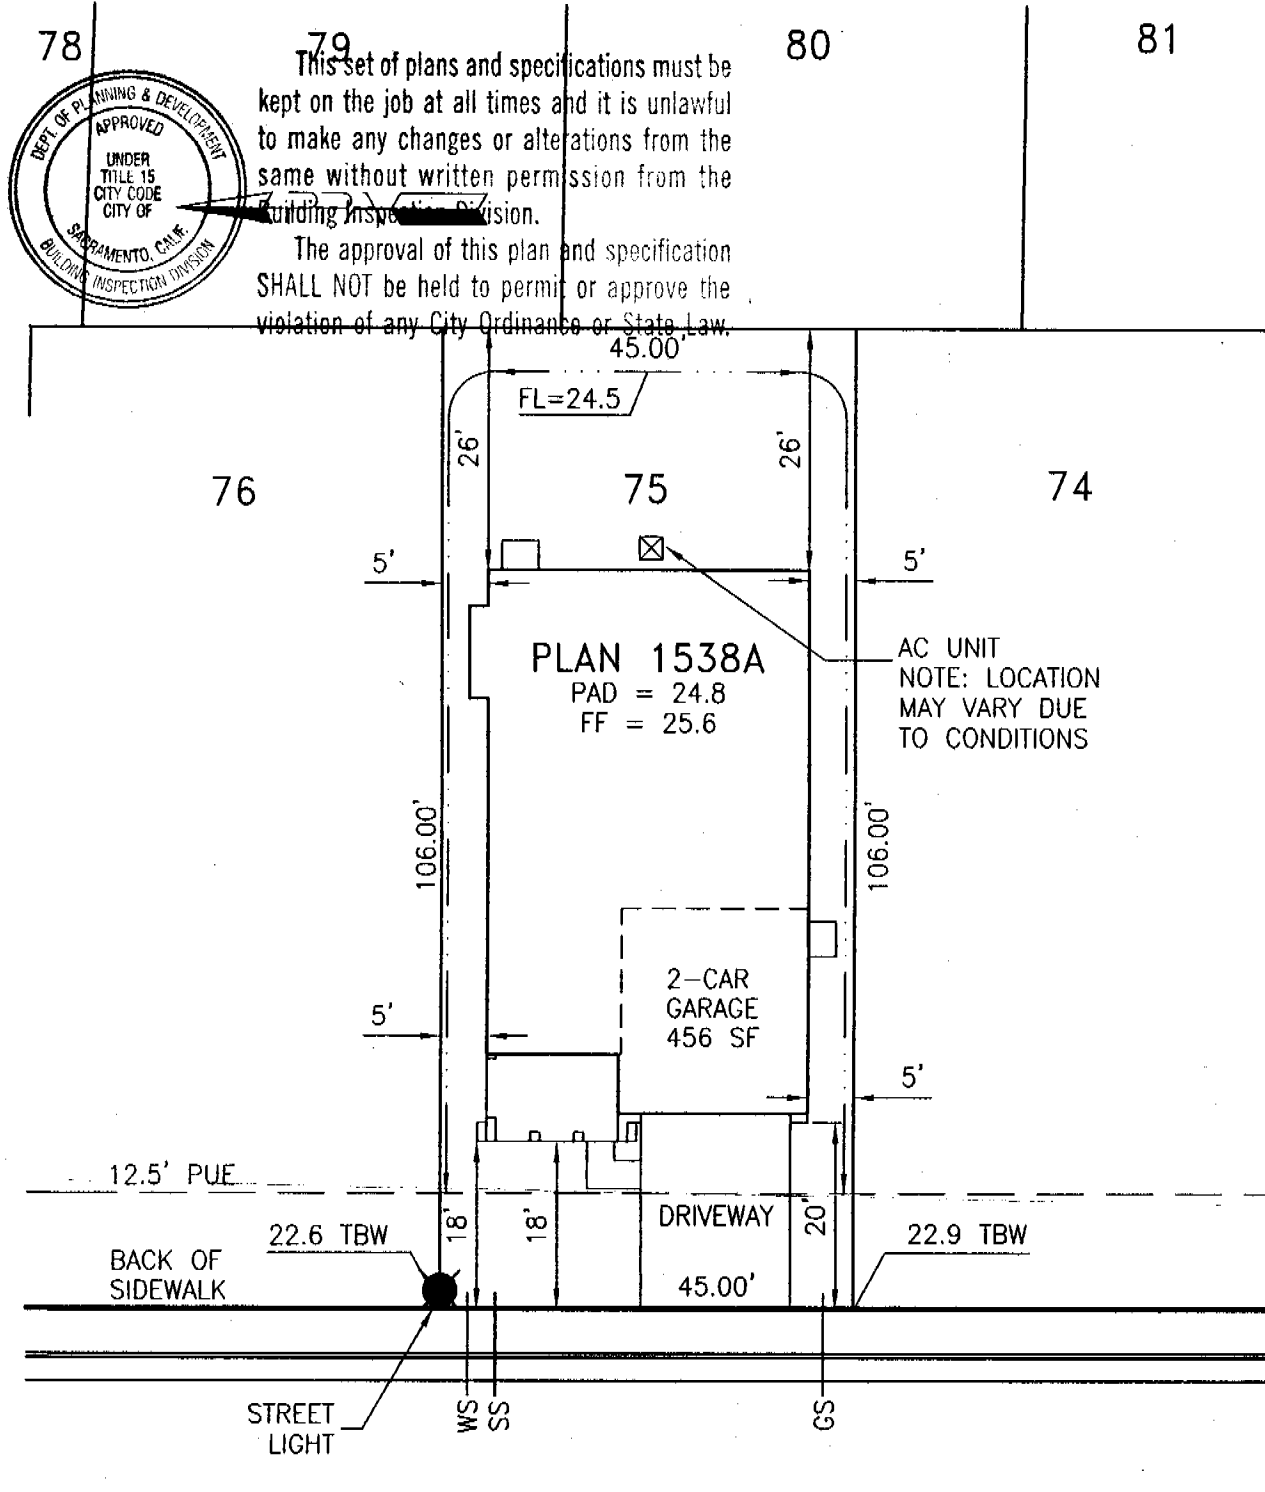 78
79
80
81
This set of plans and specifications must be
kept on the job at all times and it is unlawful
to make any changes or alterations from the
same without written permission from the
Building Inspection Division.
The approval of this plan and specification
SHALL NOT be held to permit or approve the
violation of any City Ordinance or State Law.
DEPT. OF PLANNING & DEVELOPMENT
APPROVED
UNDER
TITLE 15
CITY CODE
CITY OF
SACRAMENTO, CALIF.
BUILDING INSPECTION DIVISION
45.00'
FL=24.5
26'
26'
76
75
74
5'
5'
PLAN 1538A
PAD = 24.8
FF = 25.6
AC UNIT
NOTE: LOCATION
MAY VARY DUE
TO CONDITIONS
106.00'
106.00'
2-CAR
GARAGE
456 SF
5'
5'
12.5' PUE
18'
18'
DRIVEWAY
20'
22.6 TBW
22.9 TBW
BACK OF
SIDEWALK
45.00'
STREET
LIGHT
WS
SS
GS